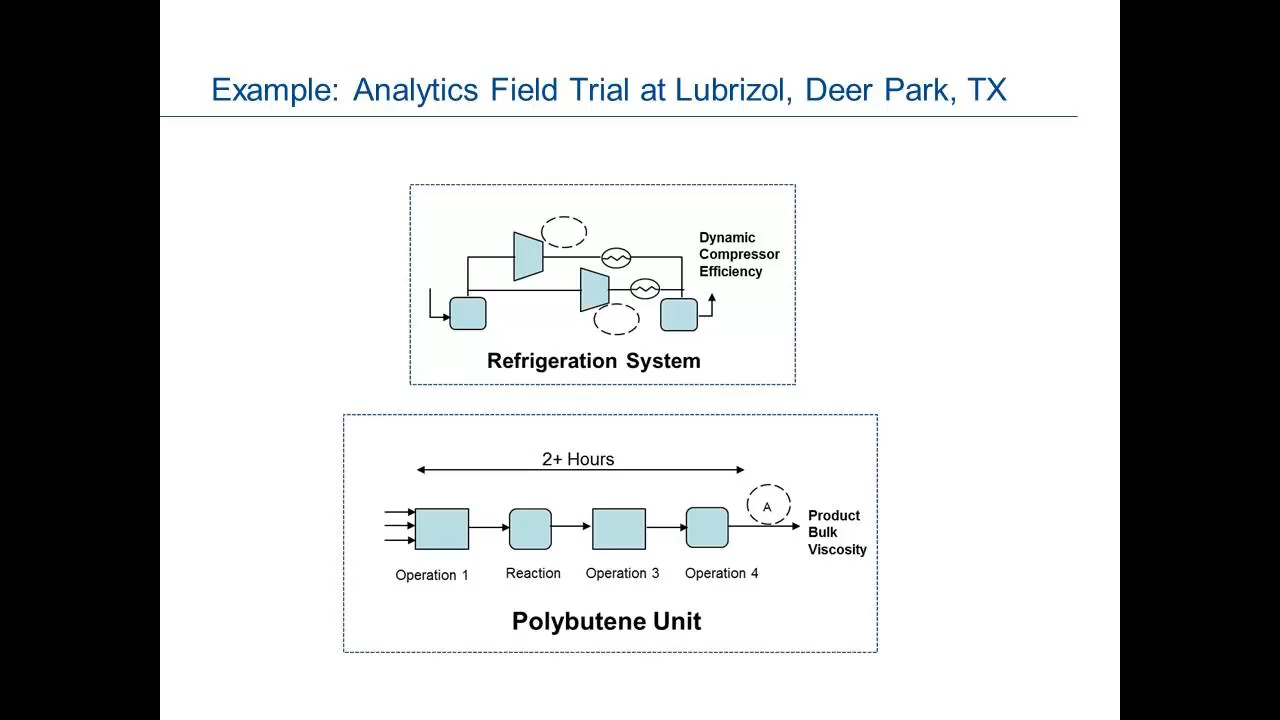 Example: Analytics Field Trial at Lubrizol, Deer Park, TX
Dynamic
Compressor
Efficiency
Refrigeration System
2+ Hours
A
Product
Bulk
Viscosity
Operation 1
Reaction
Operation 3
Operation 4
Polybutene Unit